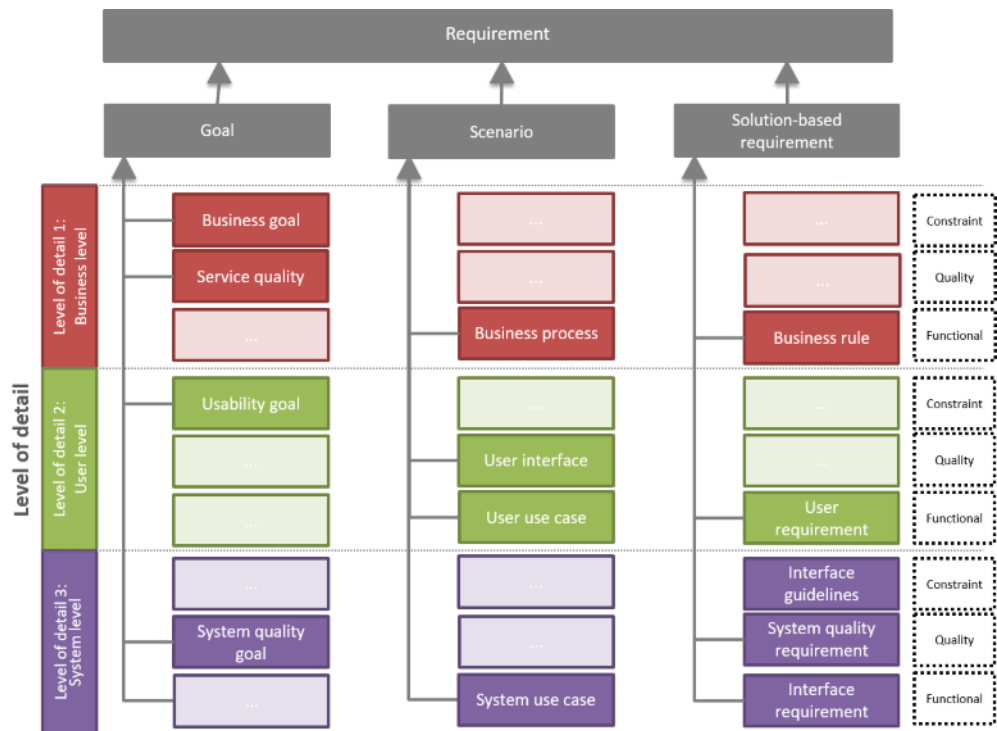 Requirement
Goal
Scenario
Solution-based
requirement
Level of detail
Level of detail 1:
Business level
Business goal
...
...
Constraint
Service quality
...
...
Quality
...
Business process
Business rule
Functional
Level of detail 2:
User level
Usability goal
...
...
Constraint
...
User interface
...
Quality
...
User use case
User
requirement
Functional
Level of detail 3:
System level
...
...
Interface
guidelines
Constraint
System quality
goal
...
System quality
requirement
Quality
...
System use case
Interface
requirement
Functional